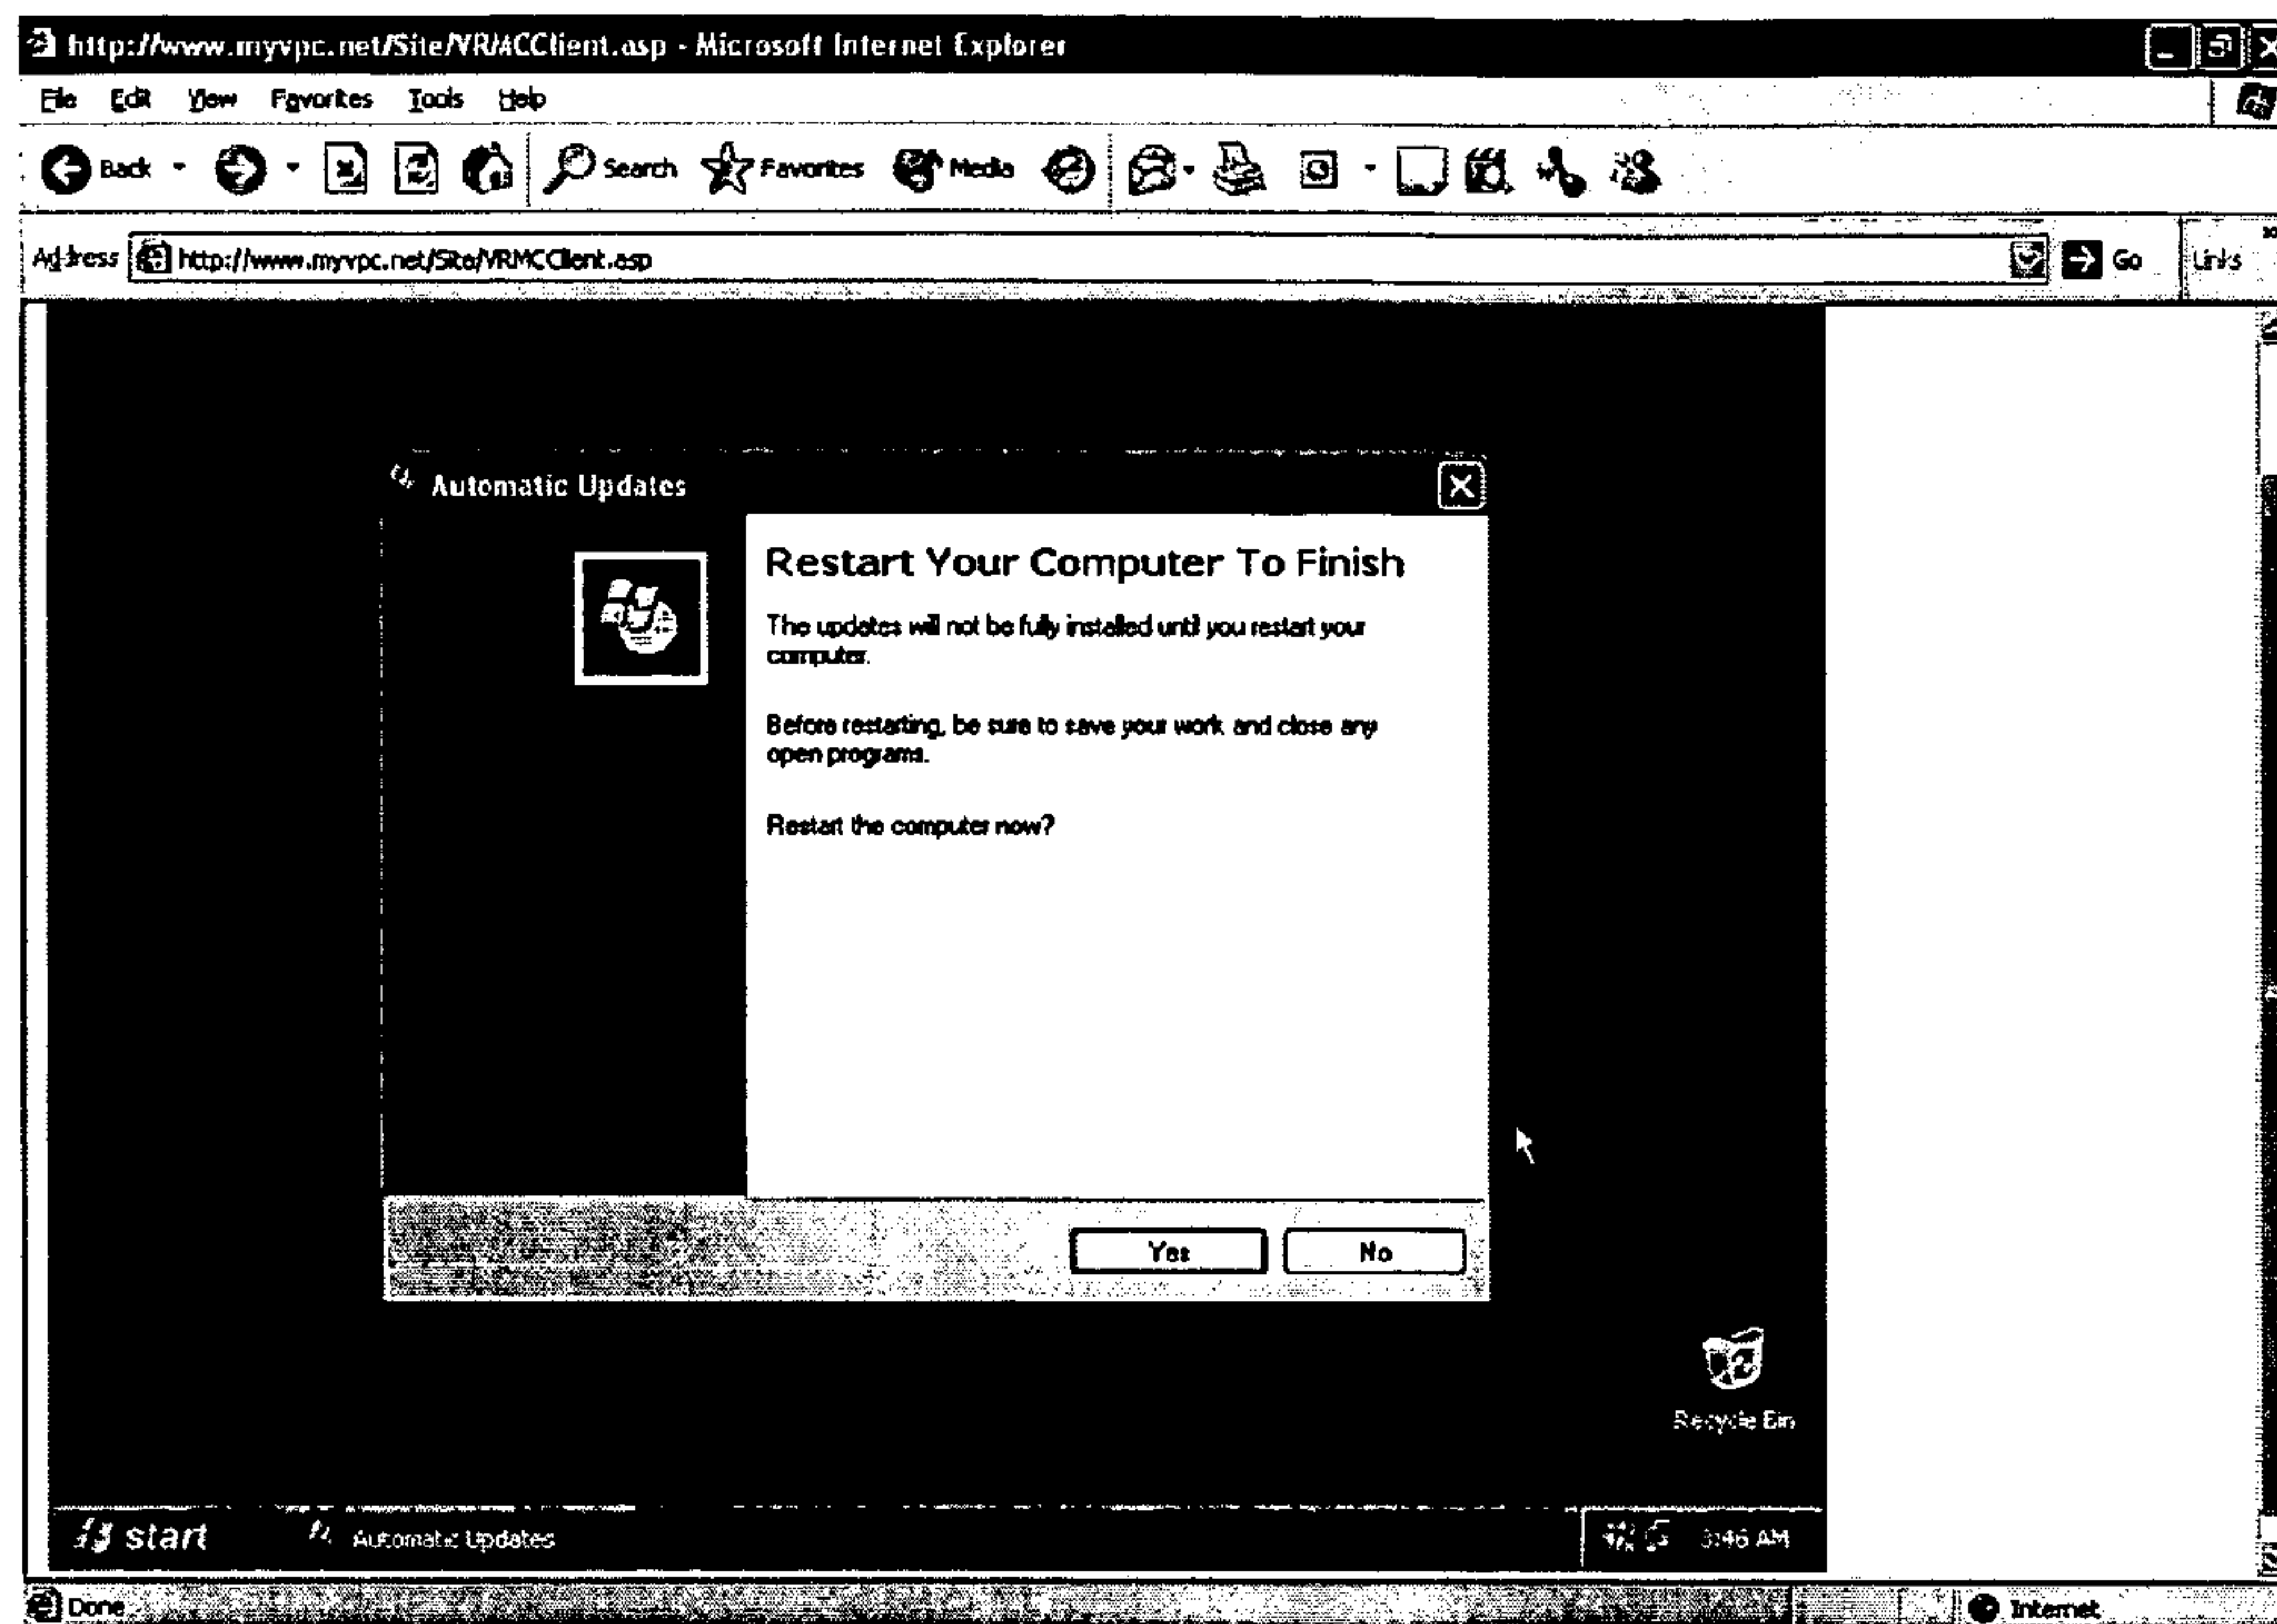 http://www.myvpc.net/Site/VRMCClient.asp - Microsoft Internet Explorer
File Edit View Favorites Tools Help
Back Search Favorites Media
Address http://www.myvpc.net/Site/VRMCClient.asp Go Links
Automatic Updates
Restart Your Computer To Finish
The updates will not be fully installed until you restart your
computer.
Before restarting, be sure to save your work and close any
open programs.
Restart the computer now?
Yes No
Recycle Bin
start Automatic Updates 3:46 AM
Done Internet